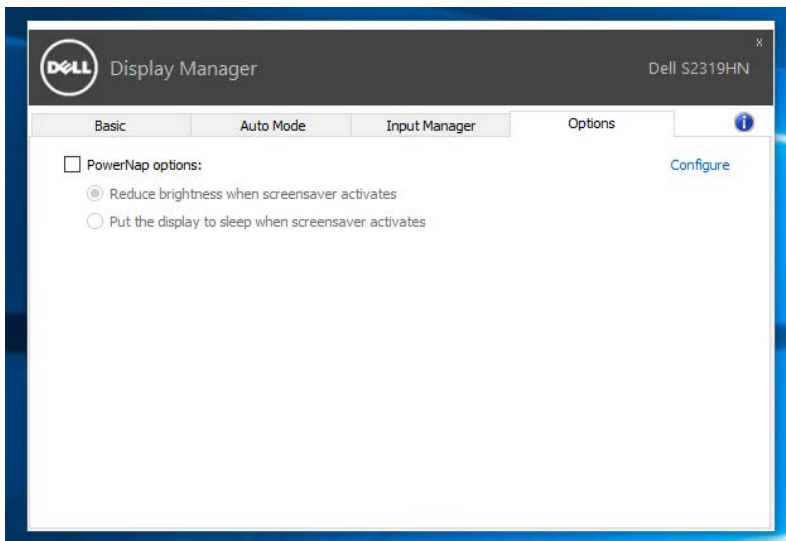 DELL
Display Manager
x
Dell S2319HN
Basic
Auto Mode
Input Manager
Options
i
PowerNap options:
Configure
Reduce brightness when screensaver activates
Put the display to sleep when screensaver activates